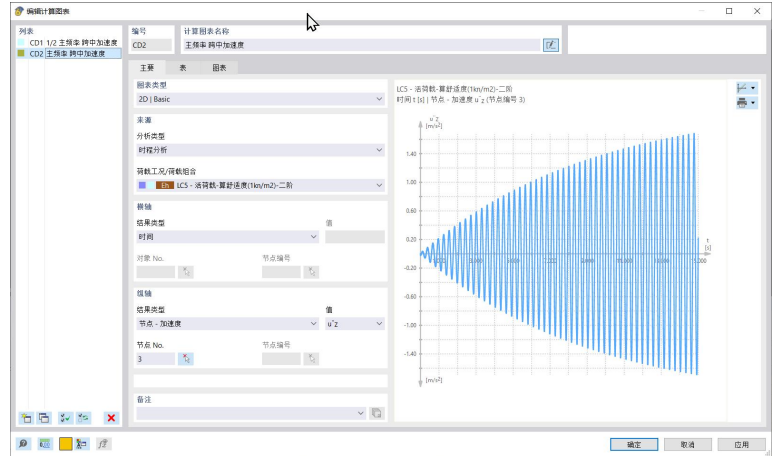 编辑计算图表
列表
CD1 1/2 主频率 跨中加速度
CD2 主频率 跨中加速度
编号
CD2
计算图表名称
主频率 跨中加速度
主要 表 图表
图表类型
2D | Basic
来源
分析类型
时程分析
荷载工况/荷载组合
Eh LC5 - 活荷载-算舒适度(1kn/m2)-二阶
横轴
结果类型 值
时间
对象 No. 节点编号
纵轴
结果类型 值
节点 - 加速度 u¨z
节点 No. 节点编号
3
备注
LC5 - 活荷载-算舒适度(1kn/m2)-二阶
时间 t [s] | 节点 - 加速度 u¨z (节点编号 3)
u¨z
[m/s²]
1.40
1.00
0.60
0.20
-0.20
-0.60
-1.00
-1.40
t
[s]
[m/s²]
确定 取消 应用